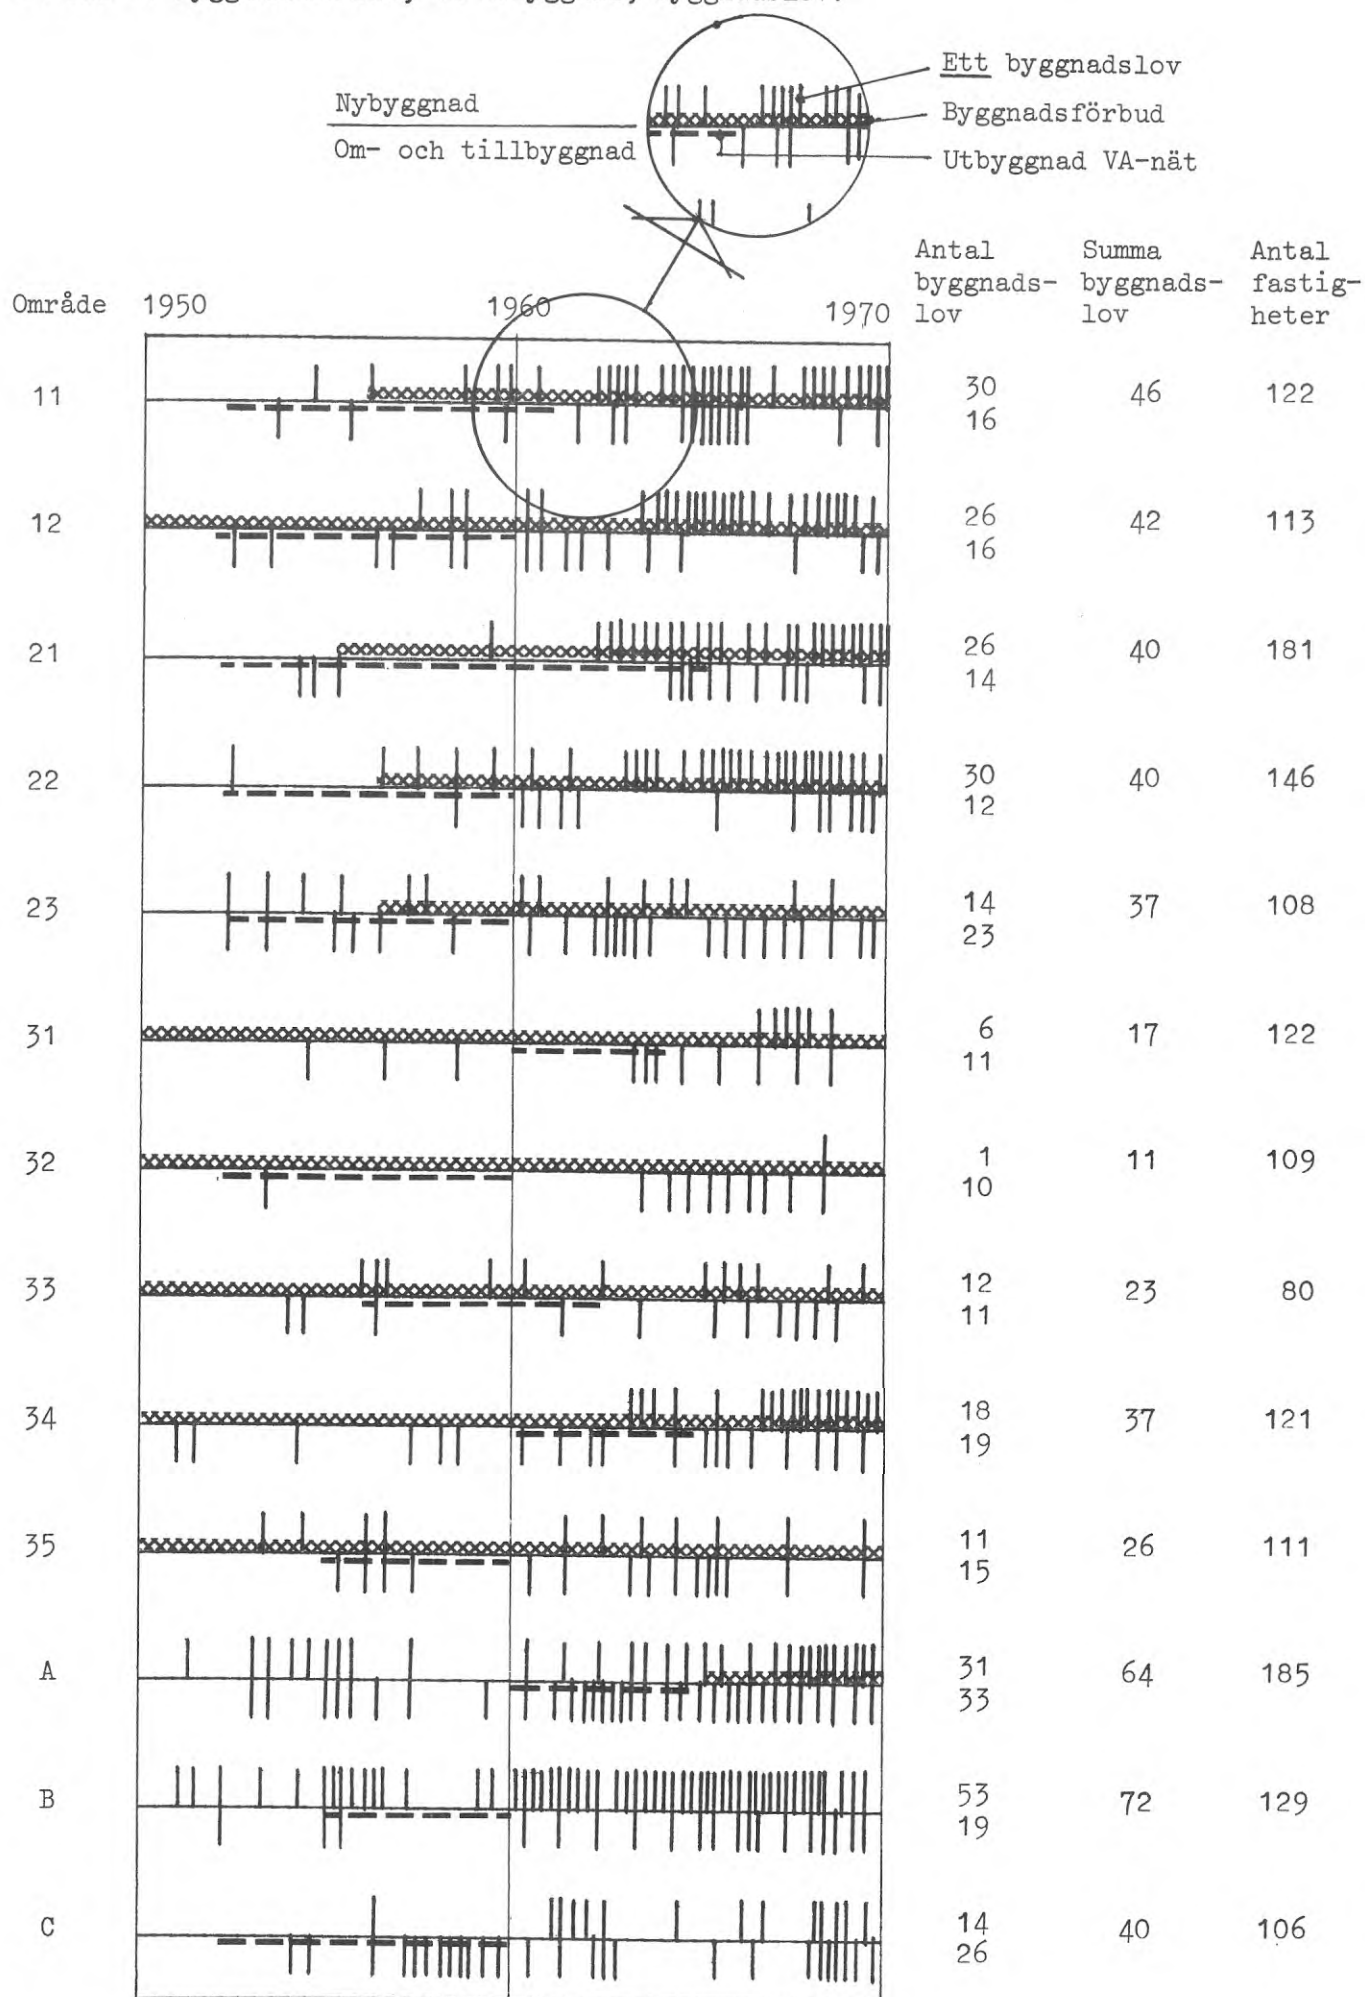 Ett byggnadslov
Nybyggnad
Byggnadsförbud
Om- och tillbyggnad
Utbyggnad VA-nät
Antal Summa Antal
byggnads- byggnads- fastig-
Område 1950 1960 1970 lov lov heter
11 30 46 122
16
12 26 42 113
16
21 26 40 181
14
22 30 40 146
12
23 14 37 108
23
31 6 17 122
11
32 1 11 109
10
33 12 23 80
11
34 18 37 121
19
35 11 26 111
15
A 31 64 185
33
B 53 72 129
19
C 14 40 106
26